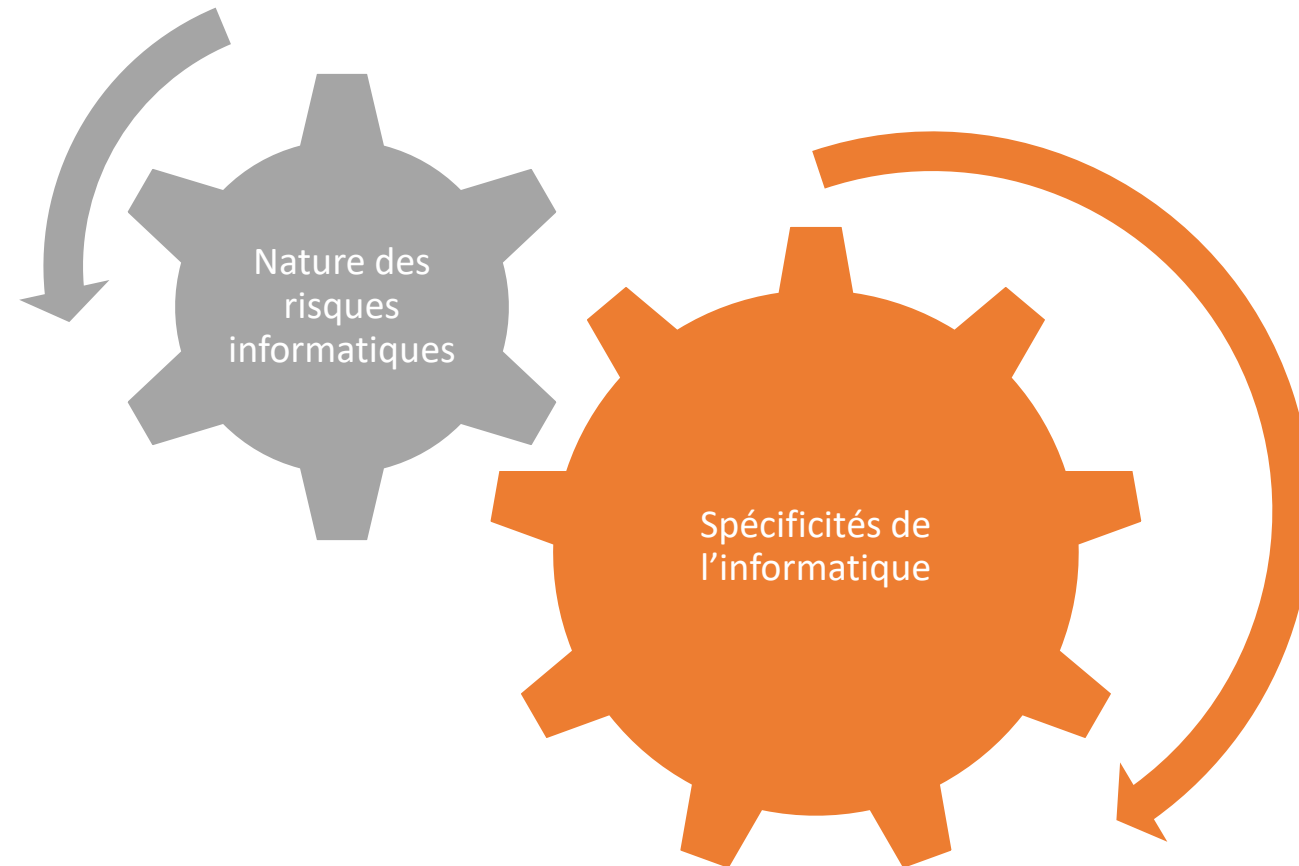 Nature des
risques
informatiques
Spécificités de
l’informatique